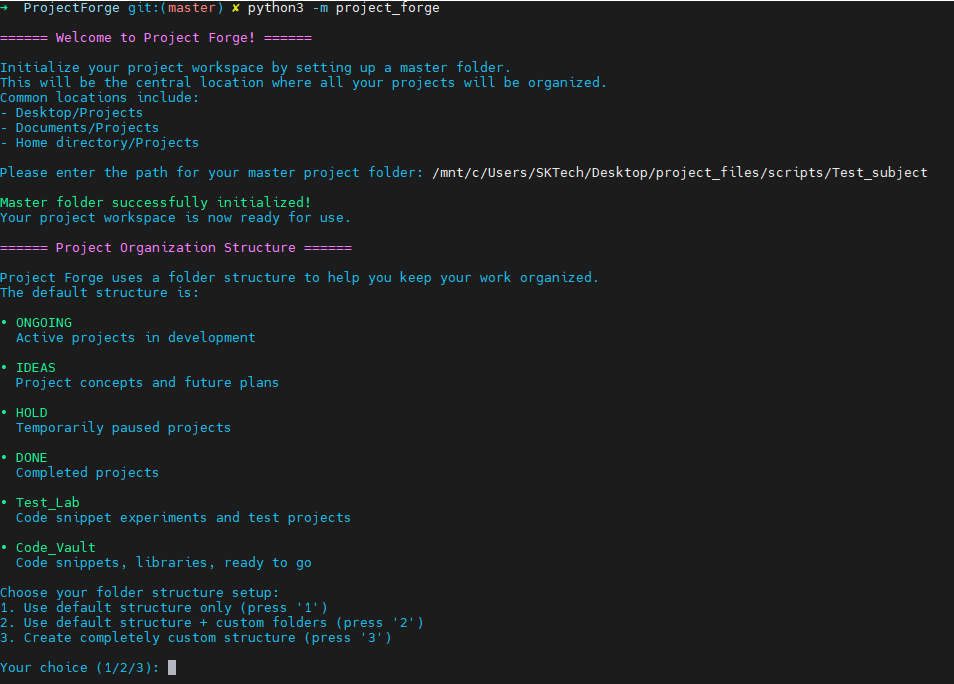 → ProjectForge git:(master) ✘ python3 -m project_forge
====== Welcome to Project Forge! ======
Initialize your project workspace by setting up a master folder.
This will be the central location where all your projects will be organized.
Common locations include:
- Desktop/Projects
- Documents/Projects
- Home directory/Projects
Please enter the path for your master project folder: /mnt/c/Users/SKTech/Desktop/project_files/scripts/Test_subject
Master folder successfully initialized!
Your project workspace is now ready for use.
====== Project Organization Structure ======
Project Forge uses a folder structure to help you keep your work organized.
The default structure is:
• ONGOING
Active projects in development
• IDEAS
Project concepts and future plans
• HOLD
Temporarily paused projects
• DONE
Completed projects
• Test_Lab
Code snippet experiments and test projects
• Code_Vault
Code snippets, libraries, ready to go
Choose your folder structure setup:
1. Use default structure only (press '1')
2. Use default structure + custom folders (press '2')
3. Create completely custom structure (press '3')
Your choice (1/2/3):